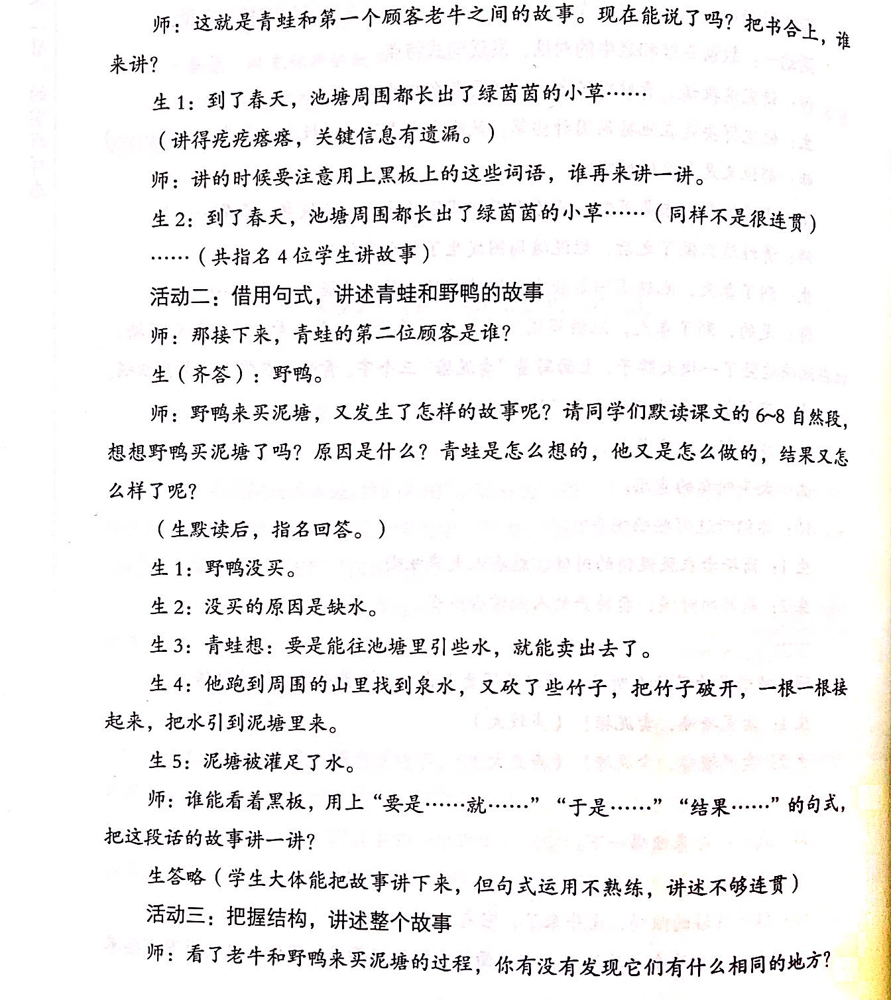 师：这就是青蛙和第一个顾客老牛之间的故事。现在能说了吗？把书合上，谁
来讲？
生1：到了春天，池塘周围都长出了绿茵茵的小草……
（讲得疙疙瘩瘩，关键信息有遗漏。）
师：讲的时候要注意用上黑板上的这些词语，谁再来讲一讲。
生2：到了春天，池塘周围都长出了绿茵茵的小草……（同样不是很连贯）
……（共指名4位学生讲故事）
活动二：借用句式，讲述青蛙和野鸭的故事
师：那接下来，青蛙的第二位顾客是谁？
生（齐答）：野鸭。
师：野鸭来买泥塘，又发生了怎样的故事呢？请同学们默读课文的6~8自然段，
想想野鸭买泥塘了吗？原因是什么？青蛙是怎么想的，他又是怎么做的，结果又怎
么样了呢？
（生默读后，指名回答。）
生1：野鸭没买。
生2：没买的原因是缺水。
生3：青蛙想：要是能往池塘里引些水，就能卖出去了。
生4：他跑到周围的山里找到泉水，又砍了些竹子，把竹子破开，一根一根接
起来，把水引到泥塘里来。
生5：泥塘被灌足了水。
师：谁能看着黑板，用上“要是……就……”“于是……”“结果……”的句式，
把这段话的故事讲一讲？
生答略（学生大体能把故事讲下来，但句式运用不熟练，讲述不够连贯）
活动三：把握结构，讲述整个故事
师：看了老牛和野鸭来买泥塘的过程，你有没有发现它们有什么相同的地方？